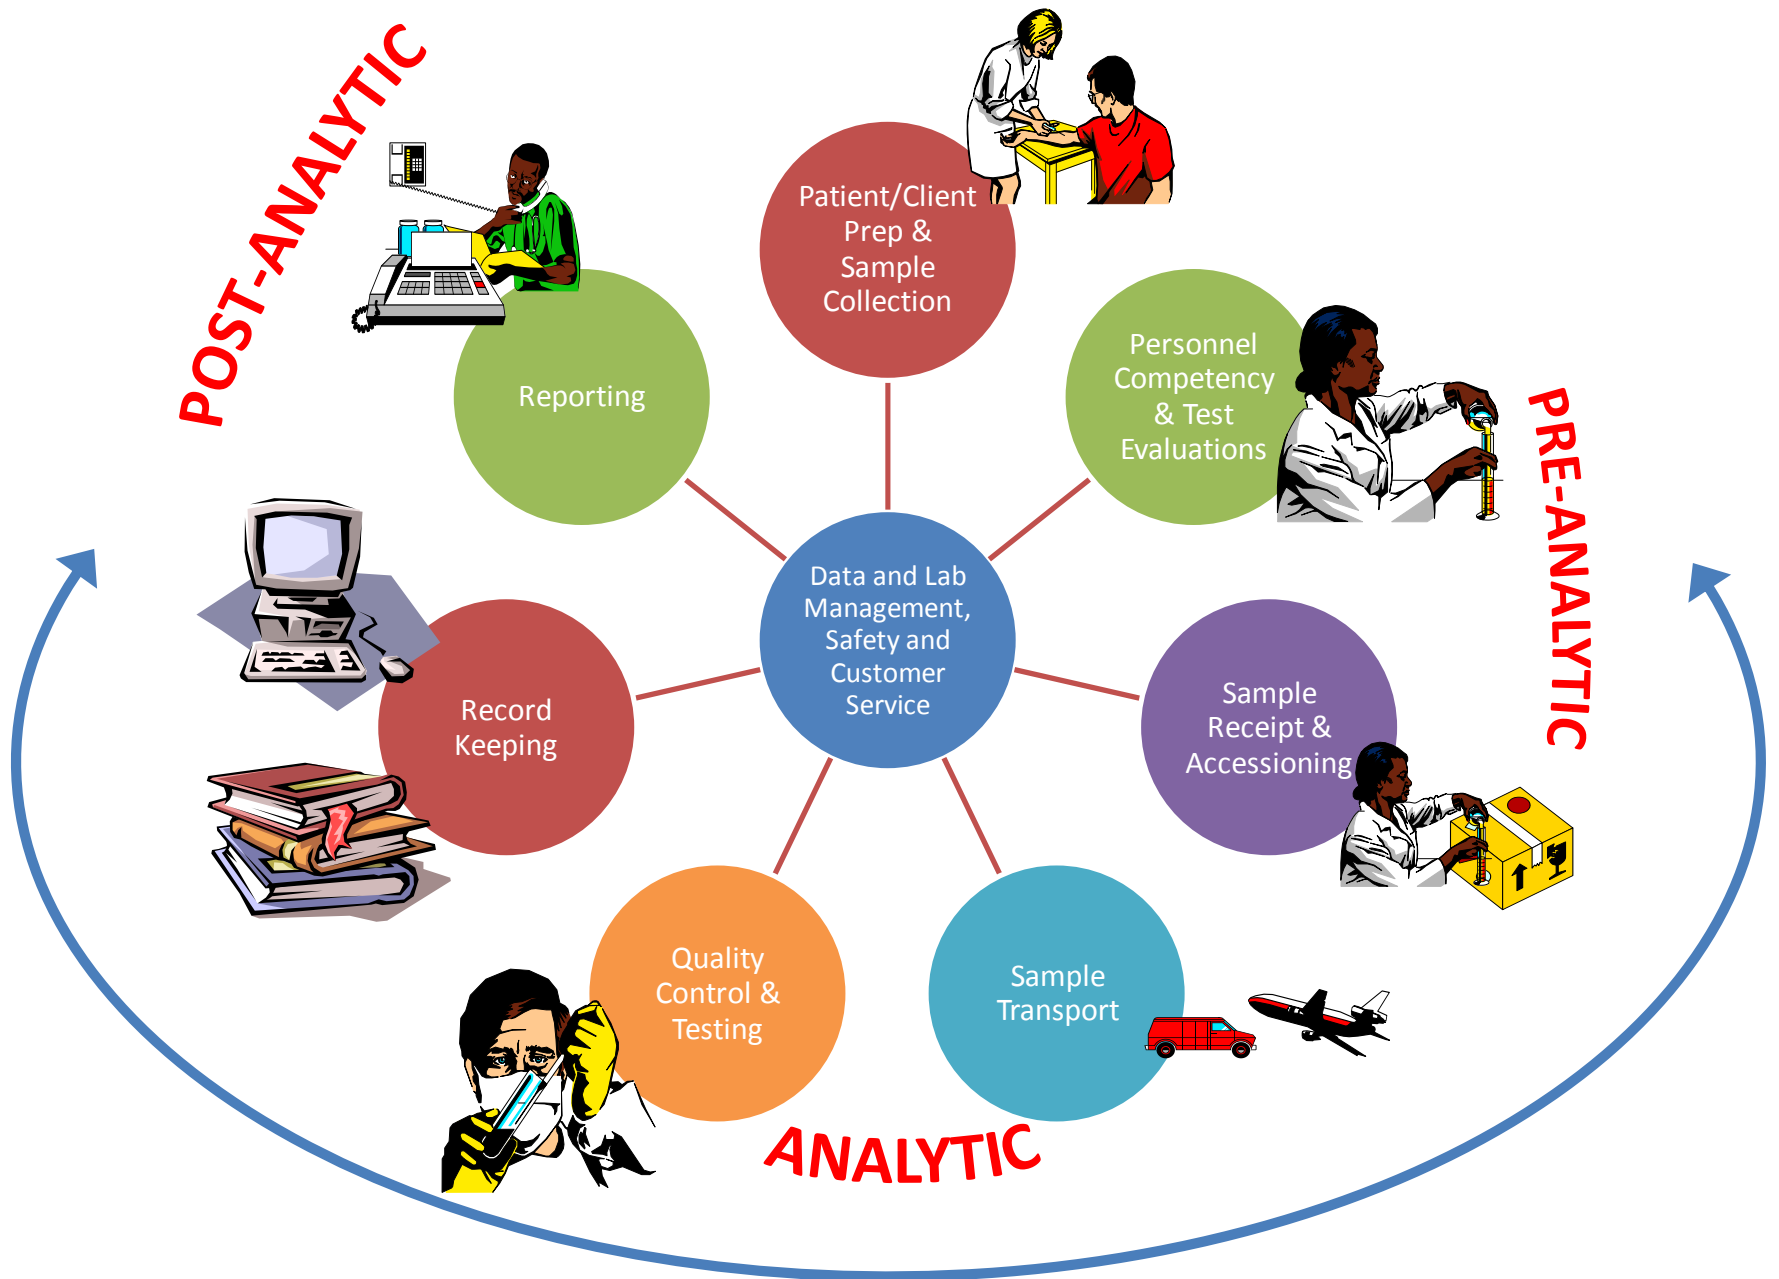 POST-ANALYTIC
Patient/Client
Prep &
Sample
Collection
Personnel
Competency
& Test
Evaluations
PRE-ANALYTIC
Reporting
Data and Lab
Management,
Safety and
Customer
Service
Sample
Receipt &
Accessioning
Record
Keeping
Quality
Control &
Testing
Sample
Transport
ANALYTIC